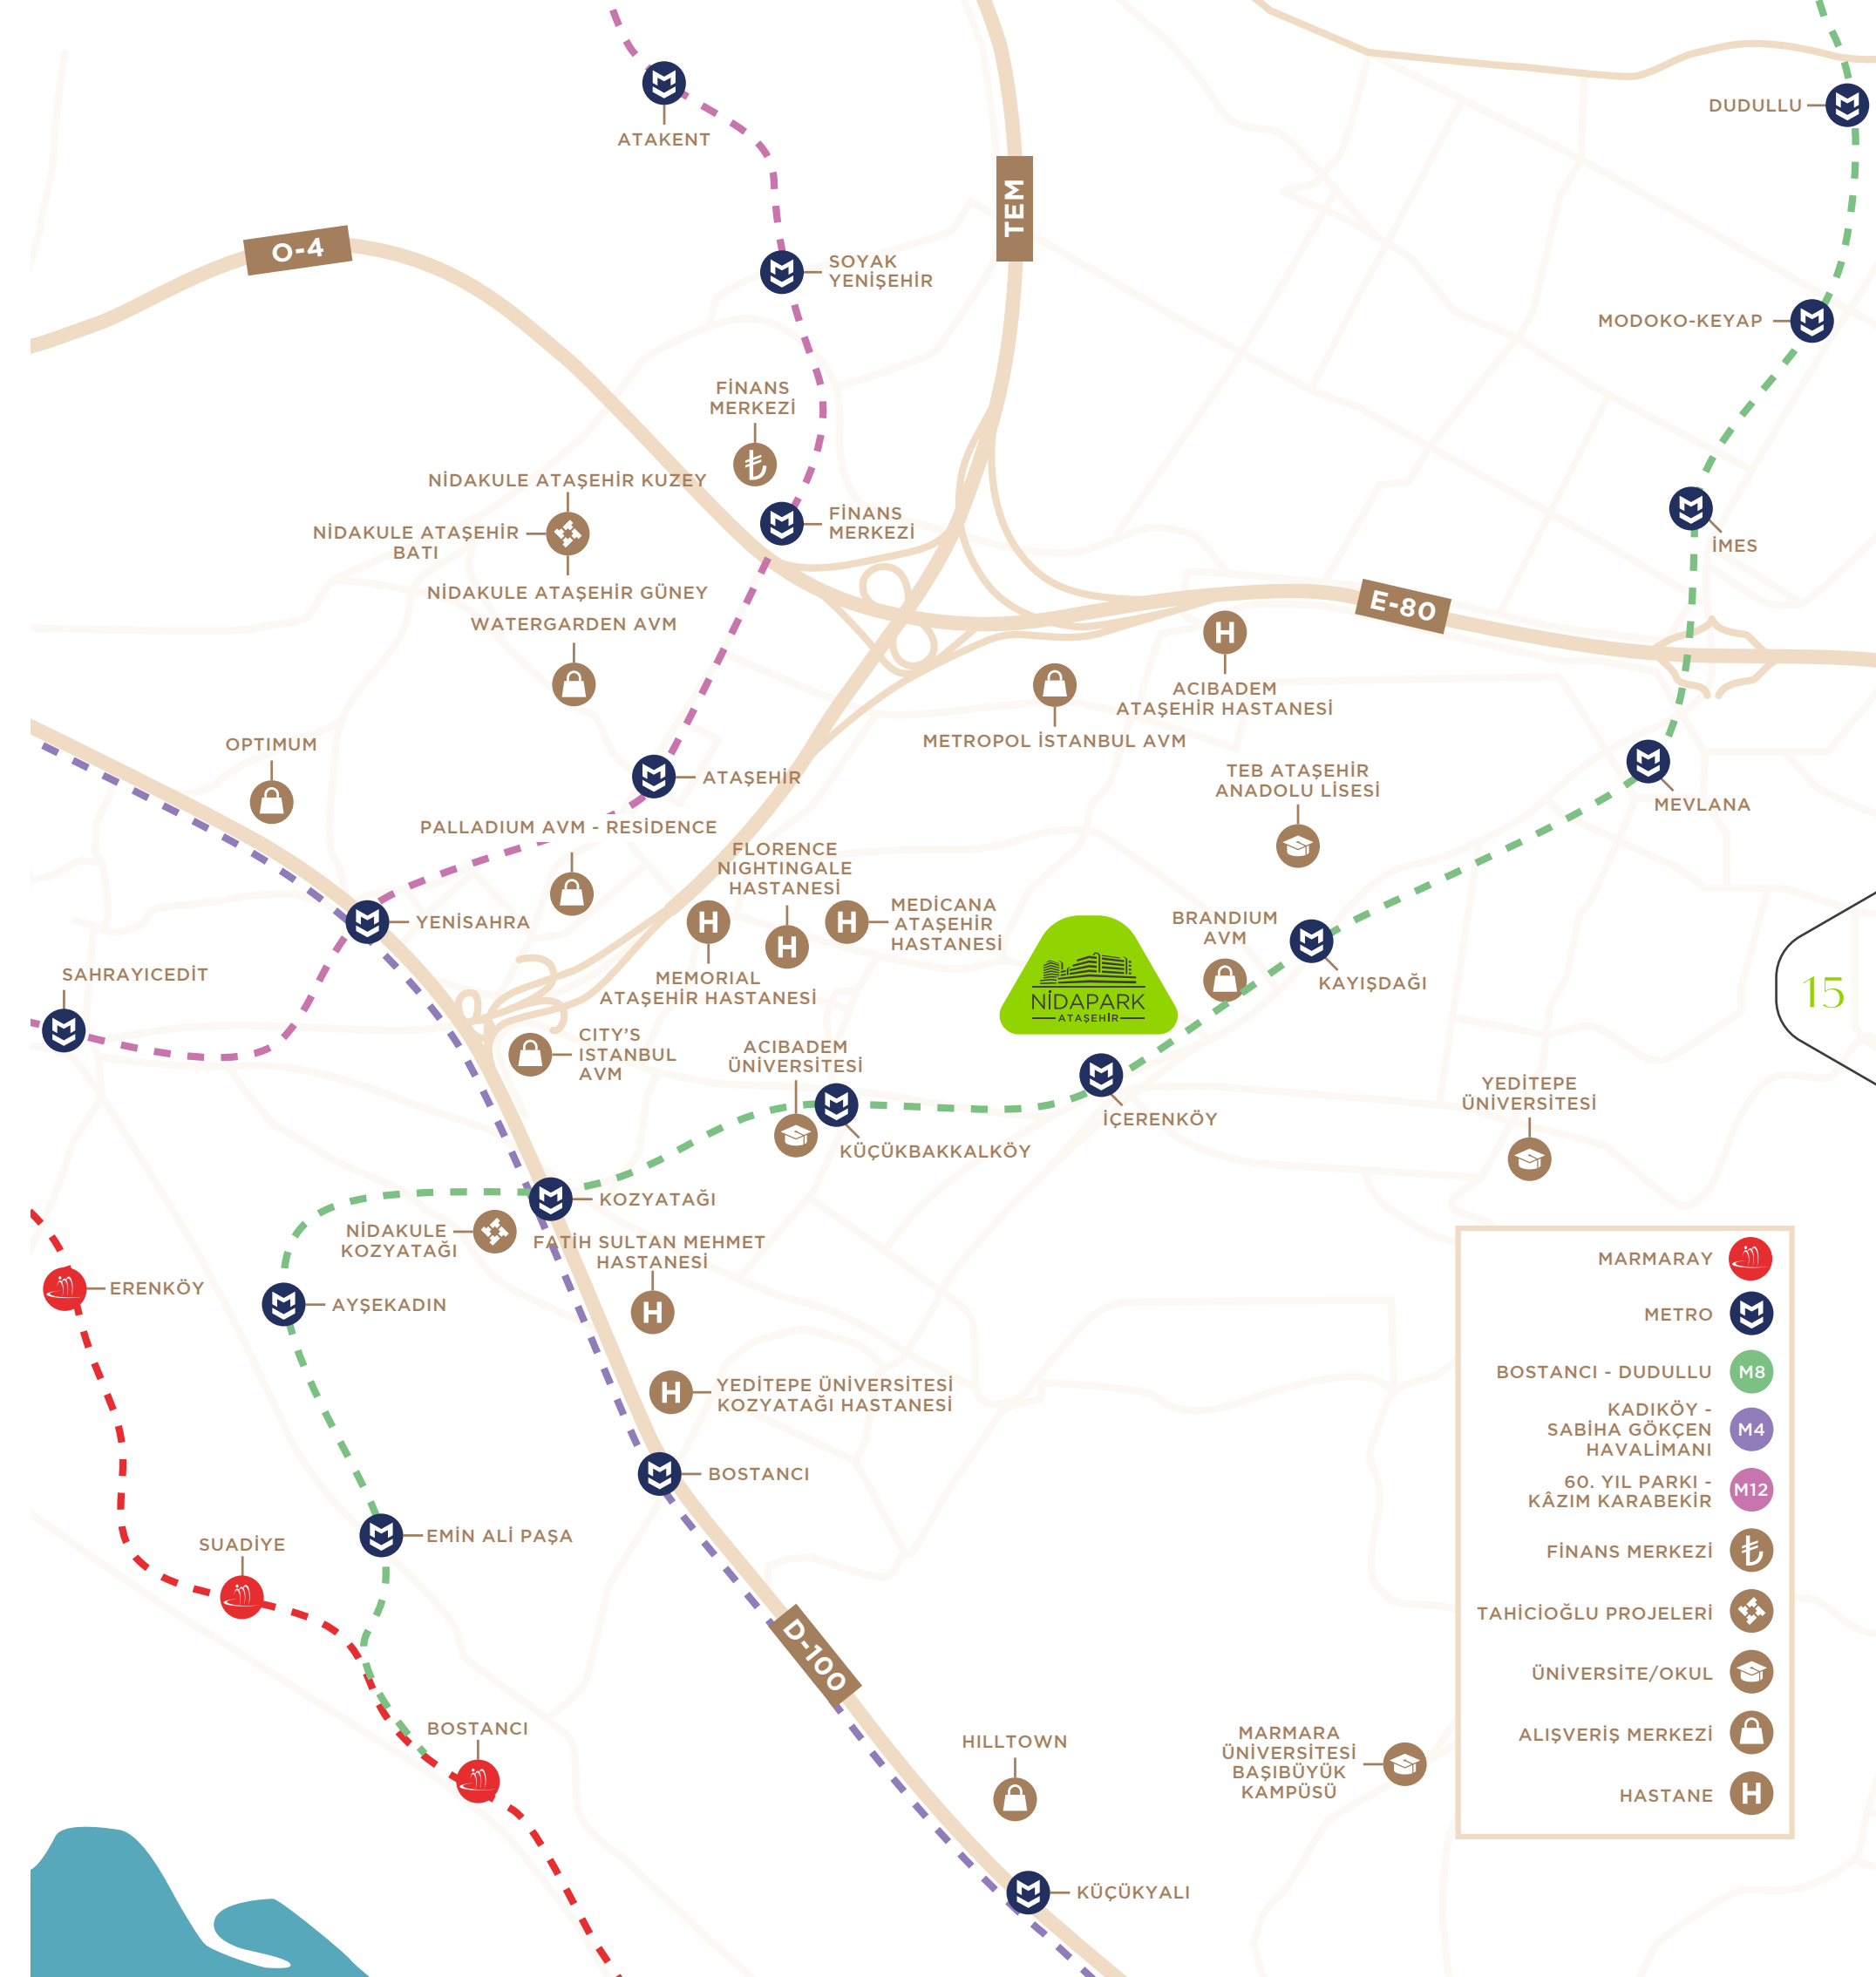 ATAKENT
DUDULLU
TEM
O-4
SOYAK
YENİŞEHİR
MODOKO-KEYAP
FİNANS
MERKEZİ
NİDAKULE ATAŞEHİR KUZEY
FİNANS
MERKEZİ
NİDAKULE ATAŞEHİR
BATI
İMES
NİDAKULE ATAŞEHİR GÜNEY
E-80
WATERGARDEN AVM
ACIBADEM
ATAŞEHİR HASTANESİ
METROPOL İSTANBUL AVM
OPTIMUM
ATAŞEHİR
TEB ATAŞEHİR
ANADOLU LİSESİ
MEVLANA
PALLADIUM AVM - RESİDENCE
FLORENCE
NIGHTINGALE
HASTANESİ
MEDİCANA
ATAŞEHİR
HASTANESİ
BRANDIUM
AVM
YENİSAHRA
SAHRAYICEDİT
MEMORIAL
ATAŞEHİR HASTANESİ
KAYIŞDAĞI
NİDAPARK
ATAŞEHİR
15
CITY'S
ISTANBUL
AVM
ACIBADEM
ÜNİVERSİTESİ
YEDİTEPE
ÜNİVERSİTESİ
İÇERENKÖY
KÜÇÜKBAKKALKÖY
KOZYATAĞI
NİDAKULE
KOZYATAĞI
FATİH SULTAN MEHMET
HASTANESİ
ERENKÖY
AYŞEKADIN
YEDİTEPE ÜNİVERSİTESİ
KOZYATAĞI HASTANESİ
BOSTANCI
EMİN ALİ PAŞA
SUADİYE
D-100
BOSTANCI
HILLTOWN
MARMARA
ÜNİVERSİTESİ
BAŞIBÜYÜK
KAMPÜSÜ
KÜÇÜKYALI
MARMARAY
METRO
BOSTANCI - DUDULLU M8
KADIKÖY -
SABİHA GÖKÇEN M4
HAVALİMANI
60. YIL PARKI -
KÂZIM KARABEKİR M12
FİNANS MERKEZİ
TAHİCİOĞLU PROJELERİ
ÜNİVERSİTE/OKUL
ALIŞVERİŞ MERKEZİ
HASTANE H